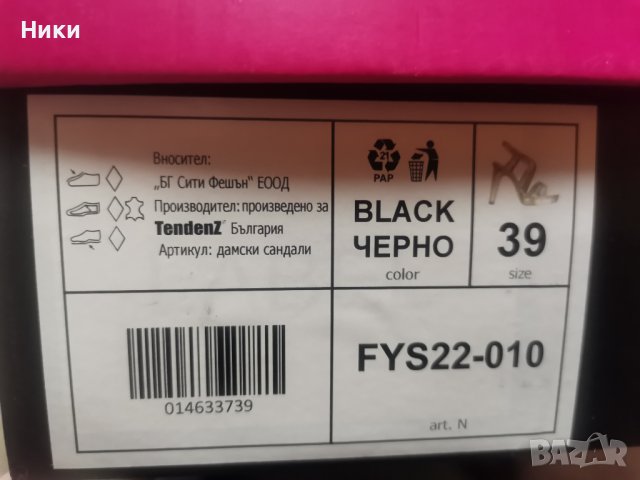 Ники
Вносител:
„БГ Сити Фешън" ЕООД
Производител: произведено за
TendenZ® България
Артикул: дамски сандали
21
PAP
BLACK
ЧЕРНО
color
39
size
014633739
FYS22-010
art. N
BAZAR